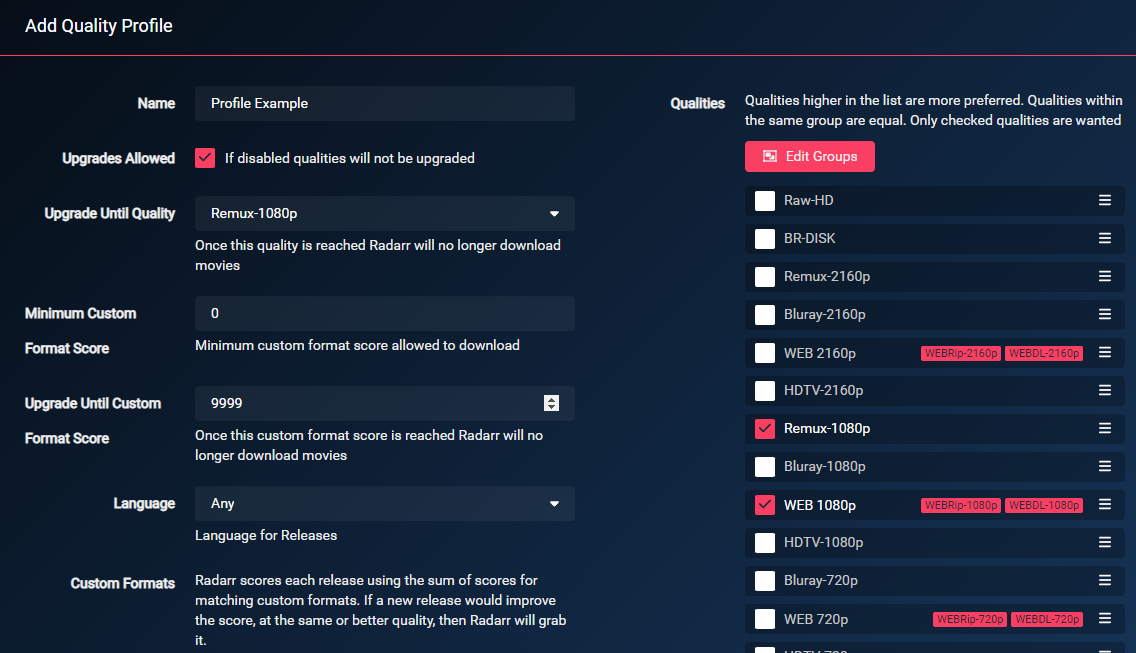 Add Quality Profile
Name
Profile Example
Upgrades Allowed
If disabled qualities will not be upgraded
Upgrade Until Quality
Remux-1080p
Once this quality is reached Radarr will no longer download
movies
Minimum Custom
Format Score
0
Minimum custom format score allowed to download
Upgrade Until Custom
Format Score
9999
Once this custom format score is reached Radarr will no
longer download movies
Language
Any
Language for Releases
Custom Formats
Radarr scores each release using the sum of scores for
matching custom formats. If a new release would improve
the score, at the same or better quality, then Radarr will grab
it.
Qualities
Qualities higher in the list are more preferred. Qualities within
the same group are equal. Only checked qualities are wanted
Edit Groups
Raw-HD
BR-DISK
Remux-2160p
Bluray-2160p
WEB 2160p WEBRip-2160p WEBDL-2160p
HDTV-2160p
Remux-1080p
Bluray-1080p
WEB 1080p WEBRip-1080p WEBDL-1080p
HDTV-1080p
Bluray-720p
WEB 720p WEBRip-720p WEBDL-720p